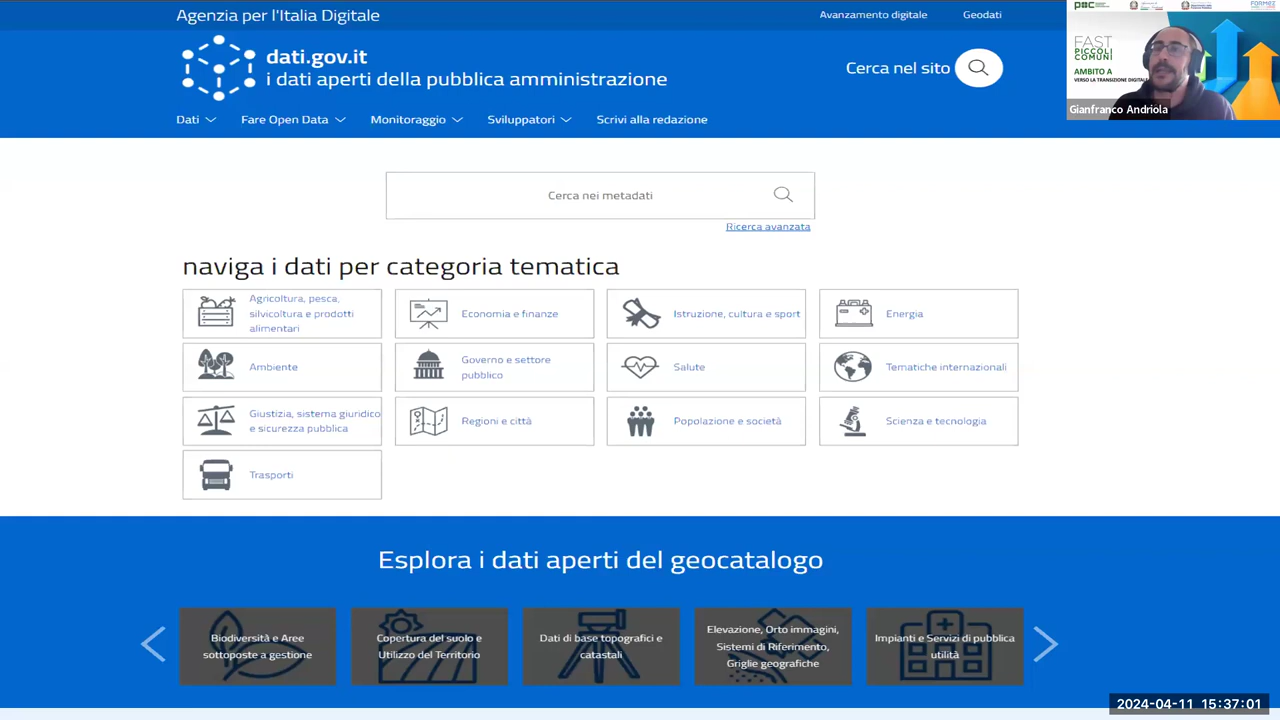 Agenzia per l'Italia Digitale
Avanzamento digitale
Geodati
dati.gov.it
i dati aperti della pubblica amministrazione
Cerca nel sito
Dati
Fare Open Data
Monitoraggio
Sviluppatori
Scrivi alla redazione
FAST
PICCOLI
COMUNI
AMBITO A
VERSO LA TRANSIZIONE DIGITALE
Gianfranco Andriola
Cerca nei metadati
Ricerca avanzata
naviga i dati per categoria tematica
Agricoltura, pesca,
silvicoltura e prodotti
alimentari
Economia e finanze
Istruzione, cultura e sport
Energia
Ambiente
Governo e settore
pubblico
Salute
Tematiche internazionali
Giustizia, sistema giuridico
e sicurezza pubblica
Regioni e città
Popolazione e società
Scienza e tecnologia
Trasporti
Esplora i dati aperti del geocatalogo
Biodiversità e Aree
sottoposte a gestione
Copertura del suolo e
Utilizzo del Territorio
Dati di base topografici e
catastali
Elevazione, Orto immagini,
Sistemi di Riferimento,
Griglie geografiche
Impianti e Servizi di pubblica
utilità
2024-04-11 15:37:01